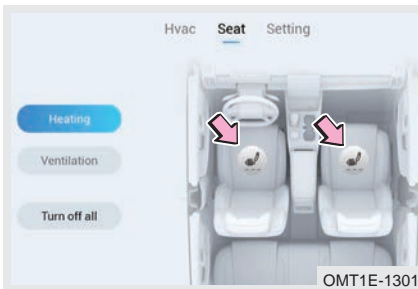 Hvac Seat Setting
Heating
Ventilation
Turn off all
OMT1E-1301